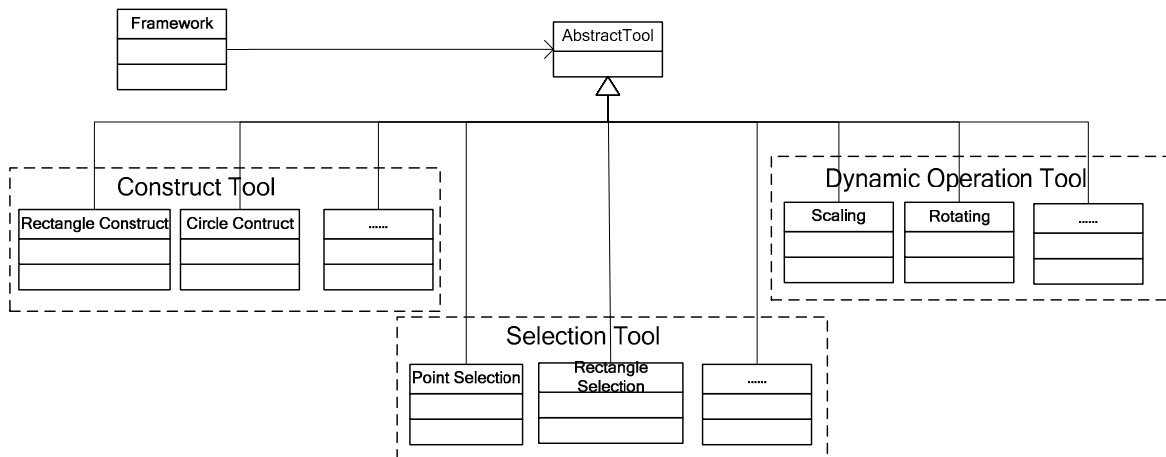 Framework
AbstractTool
Construct Tool
Rectangle Construct
Circle Contruct
......
Dynamic Operation Tool
Scaling
Rotating
......
Selection Tool
Point Selection
Rectangle
Selection
......